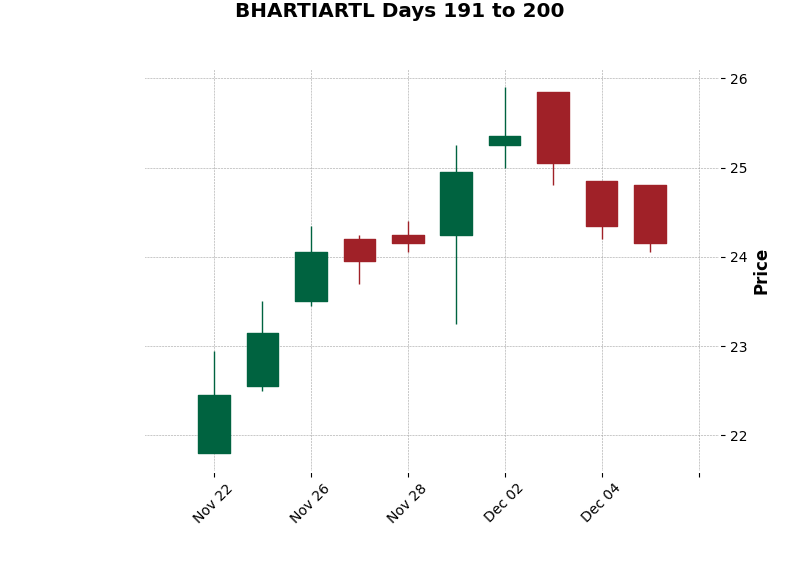 BHARTIARTL Days 191 to 200
26
25
24
23
22
Price
Nov 22
Nov 26
Nov 28
Dec 02
Dec 04